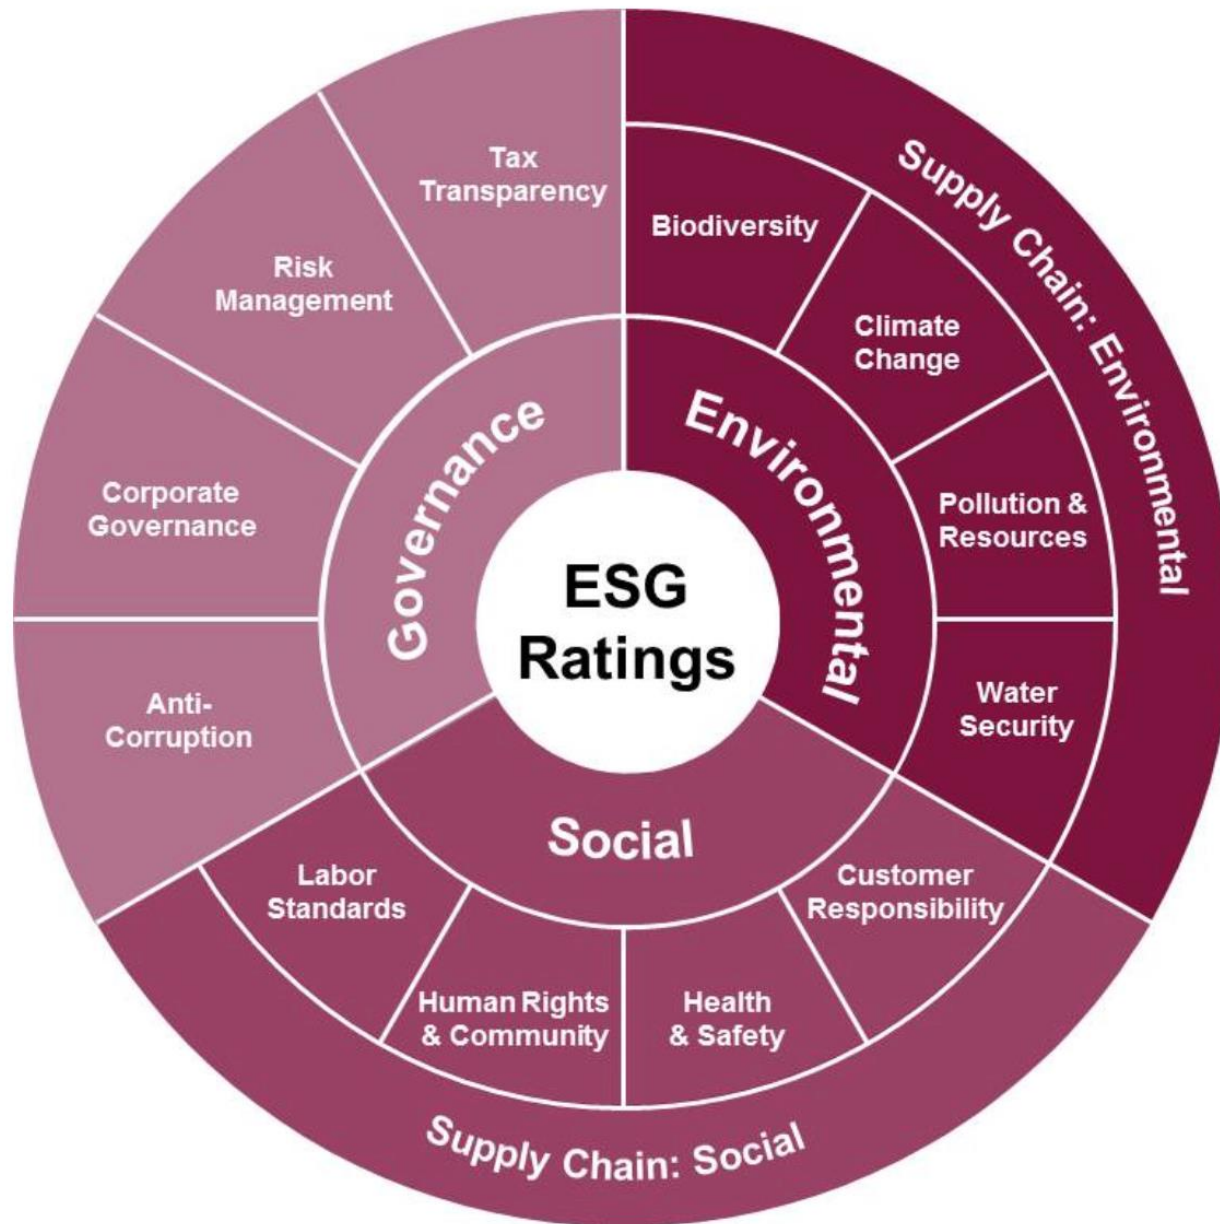 ESG
Ratings
Environmental
Biodiversity
Climate
Change
Pollution &
Resources
Water
Security
Supply Chain: Environmental
Social
Customer
Responsibility
Health
& Safety
Human Rights
& Community
Labor
Standards
Supply Chain: Social
Governance
Anti-
Corruption
Corporate
Governance
Risk
Management
Tax
Transparency